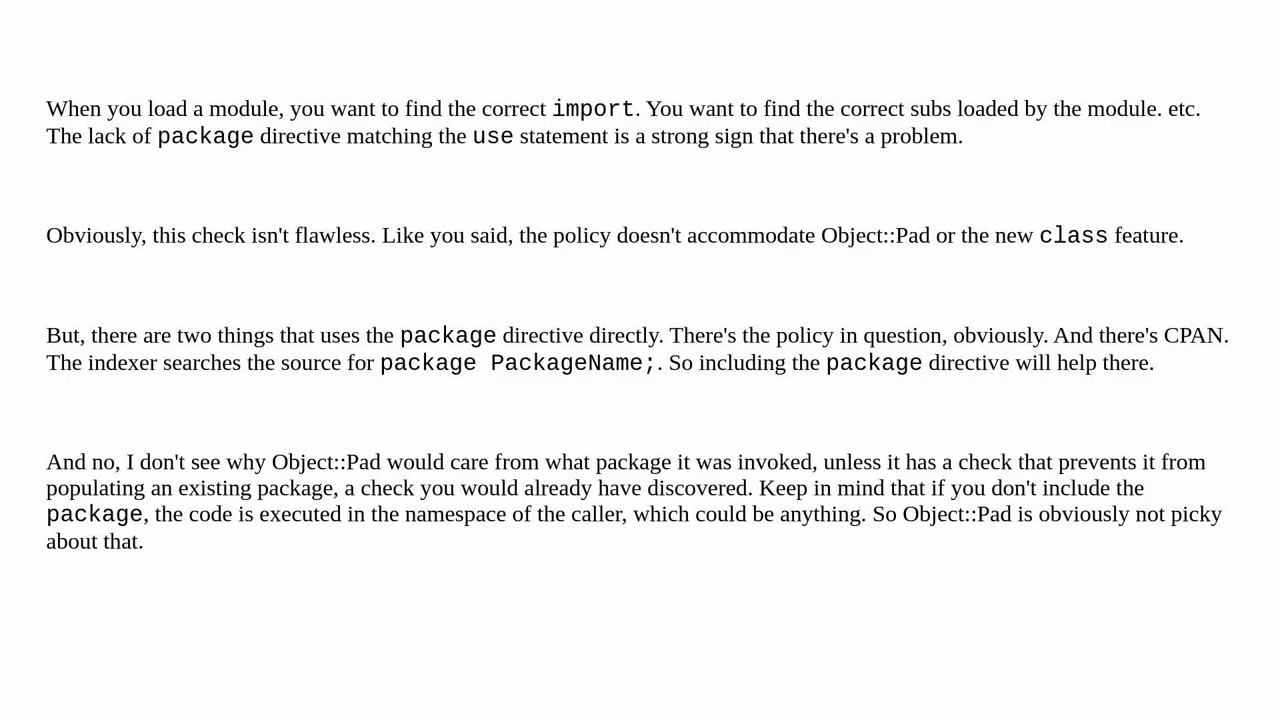 When you load a module, you want to find the correct import. You want to find the correct subs loaded by the module. etc.
The lack of package directive matching the use statement is a strong sign that there's a problem.
Obviously, this check isn't flawless. Like you said, the policy doesn't accommodate Object::Pad or the new class feature.
But, there are two things that uses the package directive directly. There's the policy in question, obviously. And there's CPAN.
The indexer searches the source for package PackageName;. So including the package directive will help there.
And no, I don't see why Object::Pad would care from what package it was invoked, unless it has a check that prevents it from
populating an existing package, a check you would already have discovered. Keep in mind that if you don't include the
package, the code is executed in the namespace of the caller, which could be anything. So Object::Pad is obviously not picky
about that.